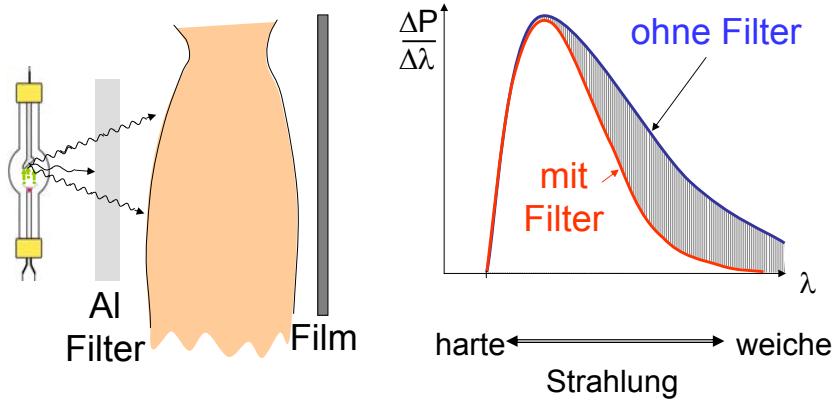 Al
Filter
Film
ΔP
Δλ
ohne Filter
mit
Filter
λ
harte
weiche
Strahlung